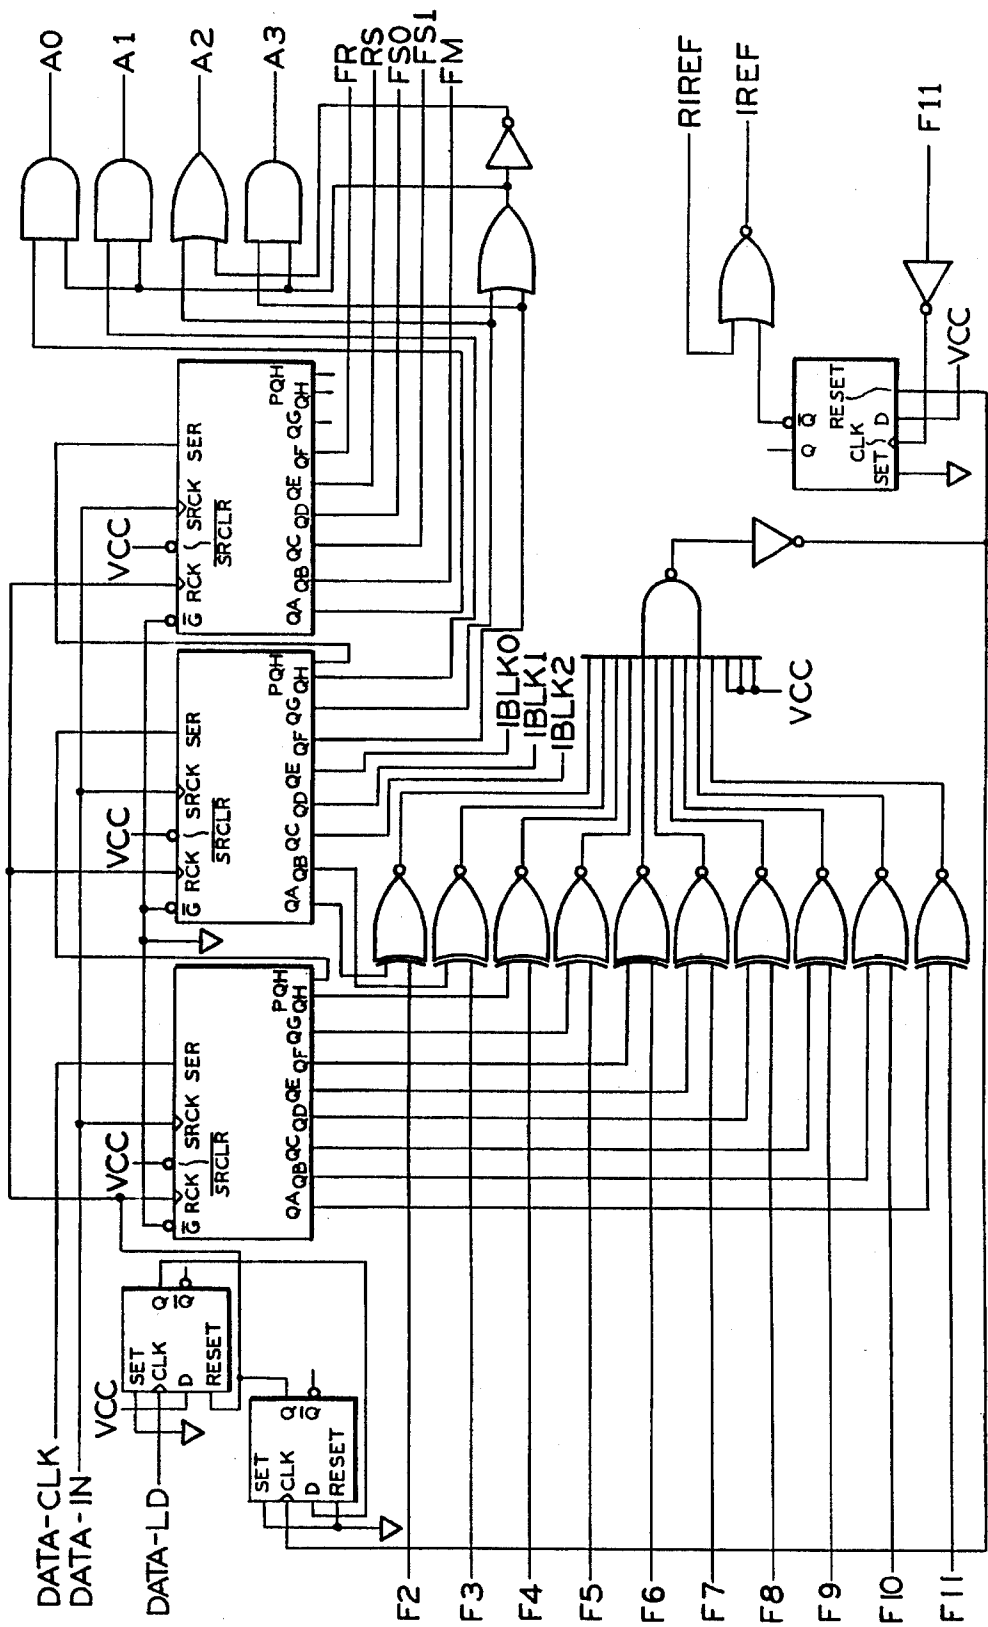 A0
A1
A2
A3
FR
RS
FS0
FS1
FM
RIREF
IREF
F11
VCC
RESET
Q̅
CLK
D
Q
SET
SER
SRCK
RCK
G̅
SRCLR
VCC
PQH
QH
QG
QF
QE
QD
QC
QB
QA
SER
SRCK
RCK
G̅
SRCLR
VCC
PQH
QH
QG
QF
QE
QD
QC
QB
QA
IBLK0
IBLK1
IBLK2
VCC
SER
SRCK
RCK
G̅
SRCLR
VCC
PQH
QH
QG
QF
QE
QD
QC
QB
QA
Q
Q̅
SET
CLK
D
RESET
VCC
Q
Q̅
SET
CLK
D
RESET
DATA-CLK
DATA-IN
DATA-LD
F2
F3
F4
F5
F6
F7
F8
F9
F10
F11